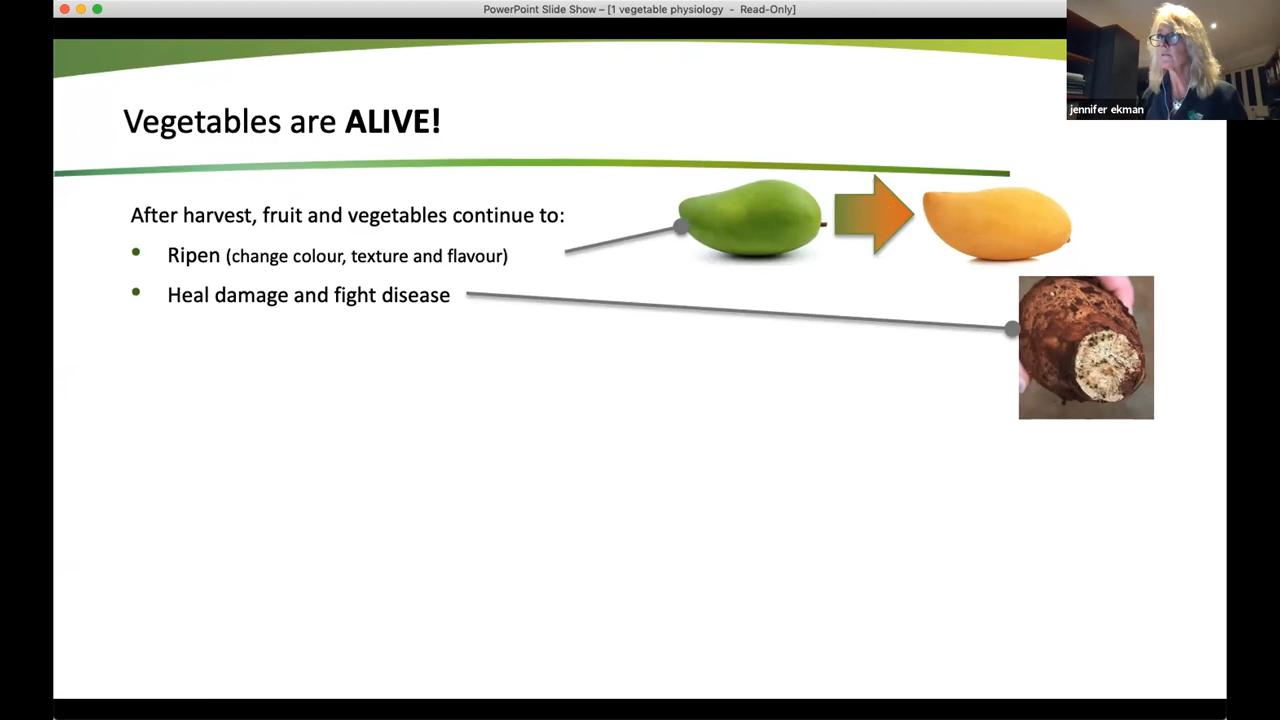 PowerPoint Slide Show – [1 vegetable physiology - Read-Only]
jennifer ekman
Vegetables are ALIVE!
After harvest, fruit and vegetables continue to:
• Ripen (change colour, texture and flavour)
• Heal damage and fight disease